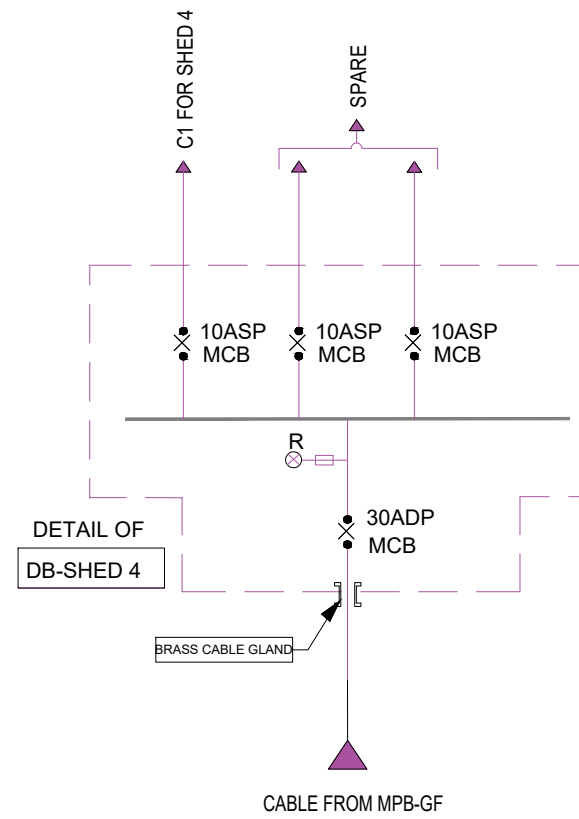 C1 FOR SHED 4
SPARE
10ASP
MCB
10ASP
MCB
10ASP
MCB
R
30ADP
MCB
DETAIL OF
DB-SHED 4
BRASS CABLE GLAND
CABLE FROM MPB-GF